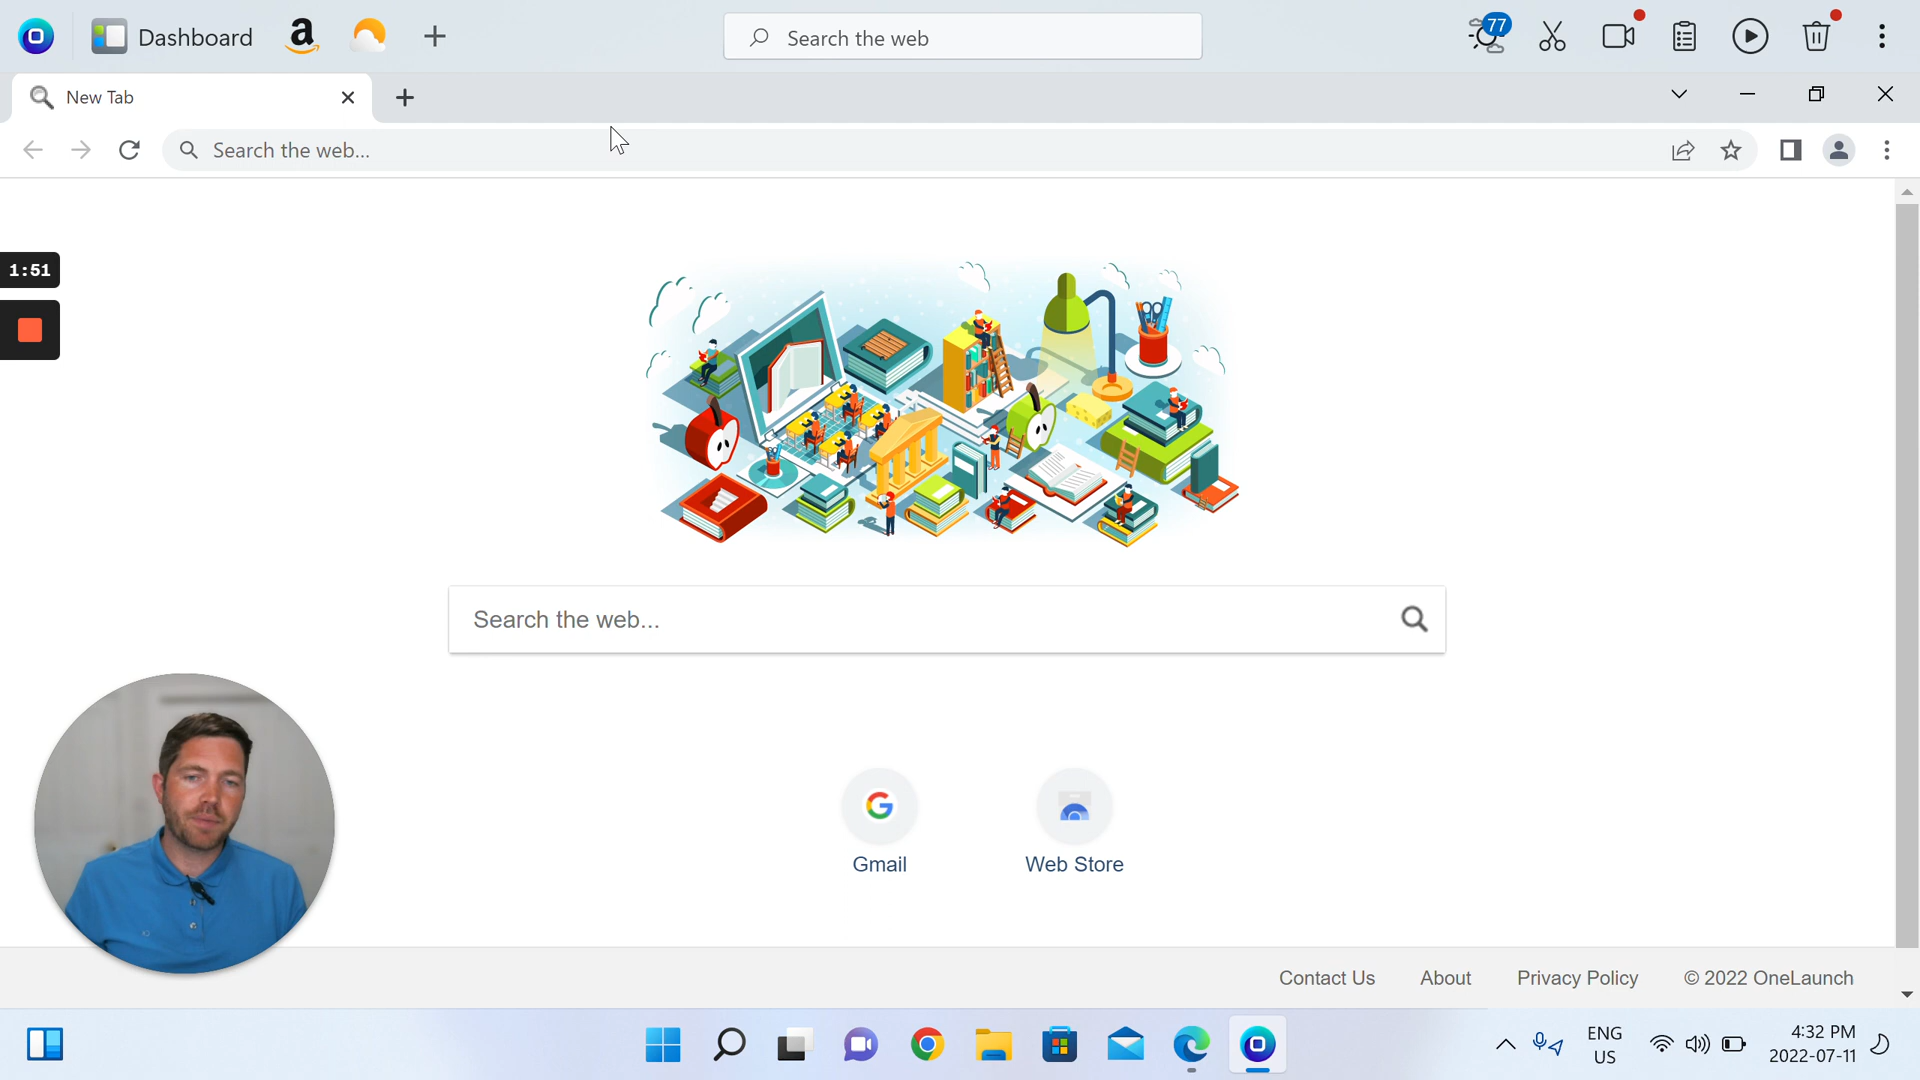 Dashboard
Search the web
77
New Tab
Search the web...
1:51
Search the web...
Gmail
Web Store
Contact Us
About
Privacy Policy
© 2022 OneLaunch
ENG
US
4:32 PM
2022-07-11